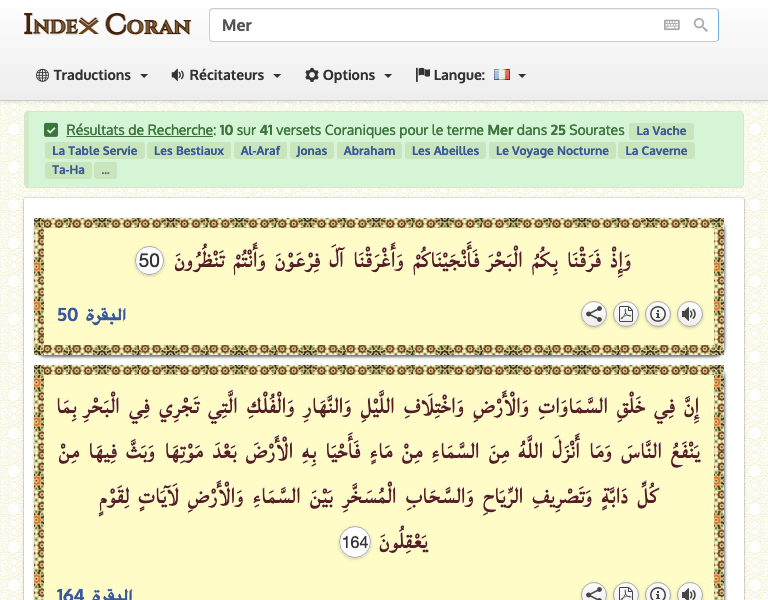 INDEX CORAN
Mer
Traductions
Récitateurs
Options
Langue:
Résultats de Recherche: 10 sur 41 versets Coraniques pour le terme Mer dans 25 Sourates La Vache
La Table Servie Les Bestiaux Al-Araf Jonas Abraham Les Abeilles Le Voyage Nocturne La Caverne
Ta-Ha ...
وَإِذْ فَرَقْنَا بِكُمُ الْبَحْرَ فَأَنْجَيْنَاكُمْ وَأَغْرَقْنَا آلَ فِرْعَوْنَ وَأَنْتُمْ تَنْظُرُونَ 50
البقرة 50
إِنَّ فِي خَلْقِ السَّمَاوَاتِ وَالْأَرْضِ وَاخْتِلَافِ اللَّيْلِ وَالنَّهَارِ وَالْفُلْكِ الَّتِي تَجْرِي فِي الْبَحْرِ بِمَا
يَنْفَعُ النَّاسَ وَمَا أَنْزَلَ اللَّهُ مِنَ السَّمَاءِ مِنْ مَاءٍ فَأَحْيَا بِهِ الْأَرْضَ بَعْدَ مَوْتِهَا وَبَثَّ فِيهَا مِنْ
كُلِّ دَابَّةٍ وَتَصْرِيفِ الرِّيَاحِ وَالسَّحَابِ الْمُسَخَّرِ بَيْنَ السَّمَاءِ وَالْأَرْضِ لَآيَاتٍ لِقَوْمٍ
يَعْقِلُونَ 164
البقرة 164